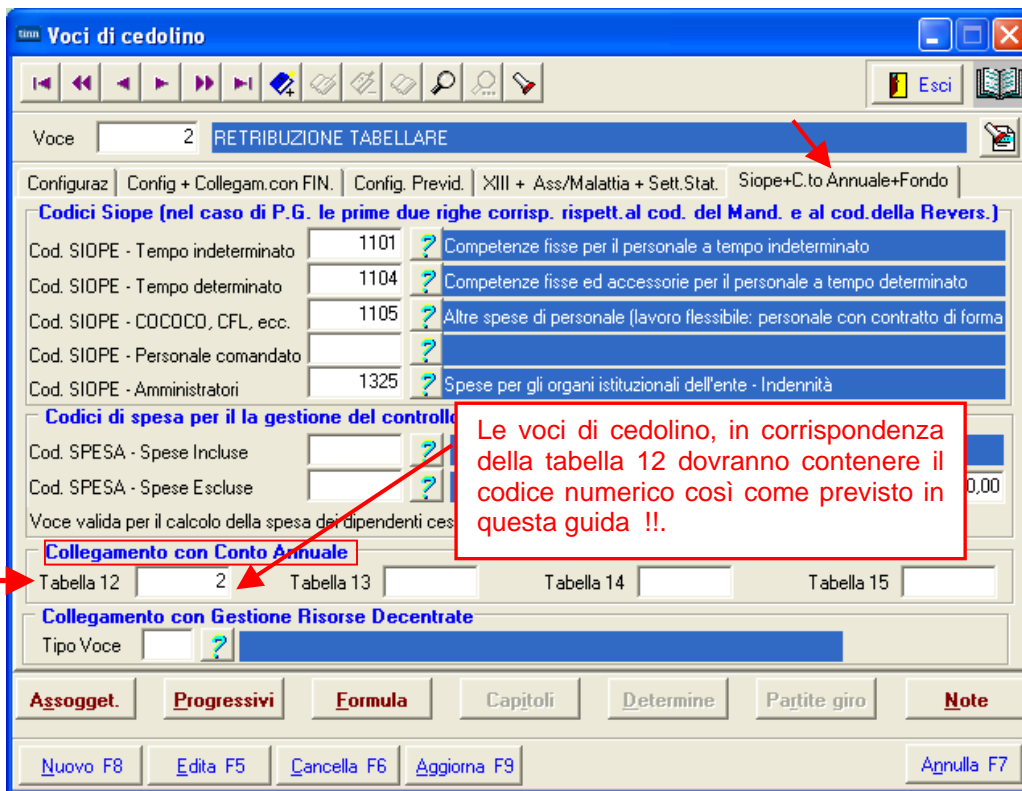 tinn Voci di cedolino
Esci
Voce 2 RETRIBUZIONE TABELLARE
Configuraz Config + Collegam.con FIN. Config. Previd. XIII + Ass/Malattia + Sett.Stat. Siope+C.to Annuale+Fondo
Codici Siope (nel caso di P.G. le prime due righe corrisp. rispett.al cod. del Mand. e al cod.della Revers.)
Cod. SIOPE - Tempo indeterminato 1101 ? Competenze fisse per il personale a tempo indeterminato
Cod. SIOPE - Tempo determinato 1104 ? Competenze fisse ed accessorie per il personale a tempo determinato
Cod. SIOPE - COCOCO, CFL, ecc. 1105 ? Altre spese di personale (lavoro flessibile: personale con contratto di forma
Cod. SIOPE - Personale comandato ?
Cod. SIOPE - Amministratori 1325 ? Spese per gli organi istituzionali dell'ente - Indennità
Codici di spesa per il la gestione del controllo
Cod. SPESA - Spese Incluse ?
Cod. SPESA - Spese Escluse ? 0,00
Voce valida per il calcolo della spesa dei dipendenti ces
Le voci di cedolino, in corrispondenza
della tabella 12 dovranno contenere il
codice numerico così come previsto in
questa guida !!.
Collegamento con Conto Annuale
Tabella 12 2 Tabella 13 Tabella 14 Tabella 15
Collegamento con Gestione Risorse Decentrate
Tipo Voce ?
Assogget. Progressivi Formula Capitoli Determine Partite giro Note
Nuovo F8 Edita F5 Cancella F6 Aggiorna F9 Annulla F7